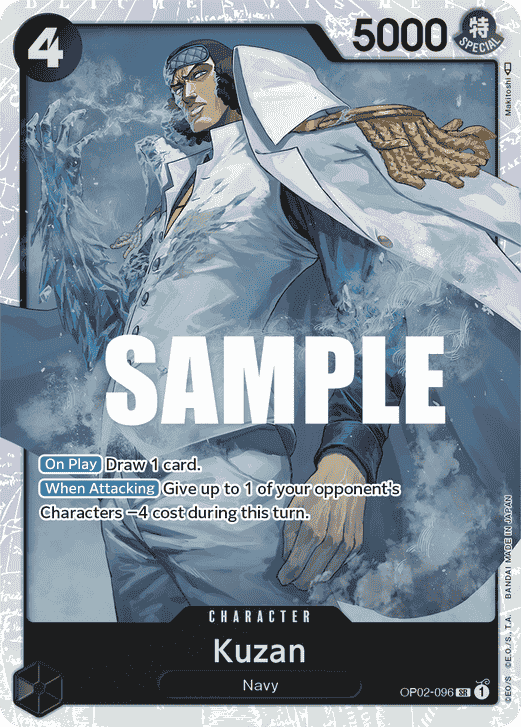 4
5000
特
SPECIAL
Makitoshi
SAMPLE
On Play Draw 1 card.
When Attacking Give up to 1 of your opponent's
Characters −4 cost during this turn.
CHARACTER
Kuzan
Navy
OP02-096 SR 1
©E.O./S ©E.O./S., T.A. BANDAI MADE IN JAPAN